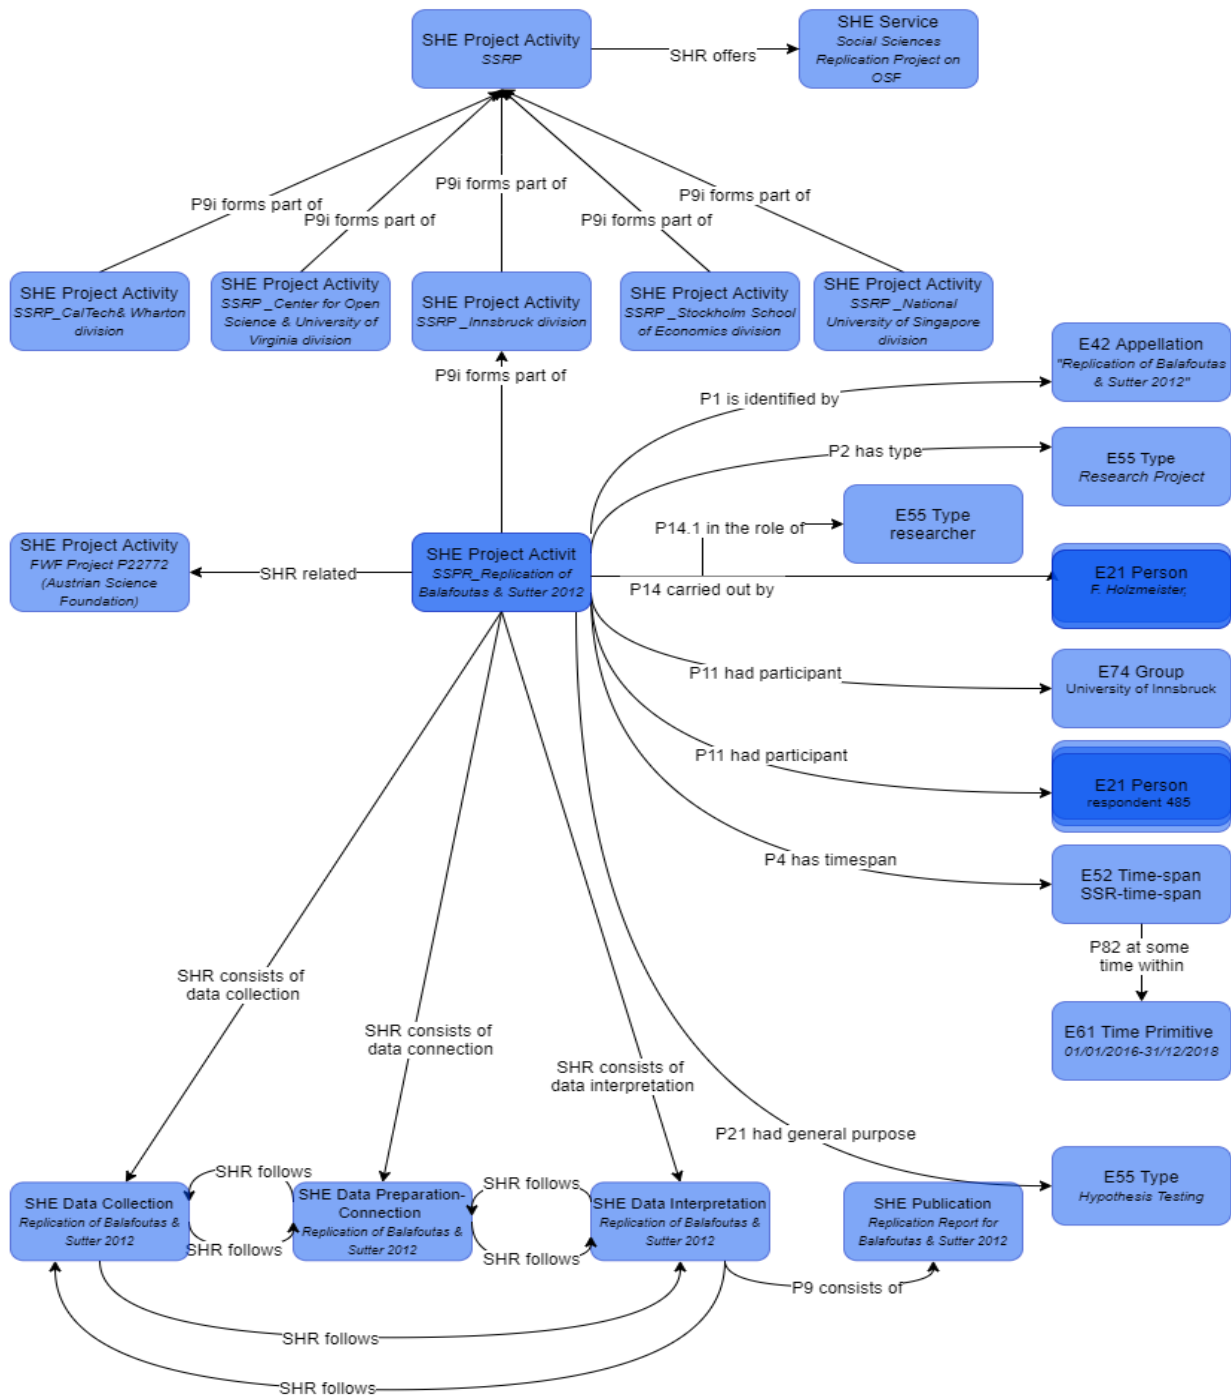 SHE Project Activity
SSRP
SHR offers
SHE Service
Social Sciences
Replication Project on
OSF
P9i forms part of
P9i forms part of
P9i forms part of
P9i forms part of
P9i forms part of
SHE Project Activity
SSRP_CalTech& Wharton
division
SHE Project Activity
SSRP _Center for Open
Science & University of
Virginia division
SHE Project Activity
SSRP _Innsbruck division
SHE Project Activity
SSRP _Stockholm School
of Economics division
SHE Project Activity
SSRP _National
University of Singapore
division
P9i forms part of
P1 is identified by
E42 Appellation
"Replication of Balafoutas
& Sutter 2012"
P2 has type
E55 Type
Research Project
P14.1 in the role of
E55 Type
researcher
SHE Project Activity
FWF Project P22772
(Austrian Science
Foundation)
SHR related
SHE Project Activit
SSPR_Replication of
Balafoutas & Sutter 2012
P14 carried out by
E21 Person
F. Holzmeister,
P11 had participant
E74 Group
University of Innsbruck
P11 had participant
E21 Person
respondent 485
P4 has timespan
E52 Time-span
SSR-time-span
P82 at some
time within
E61 Time Primitive
01/01/2016-31/12/2018
SHR consists of
data collection
SHR consists of
data connection
SHR consists of
data interpretation
P21 had general purpose
E55 Type
Hypothesis Testing
SHE Data Collection
Replication of Balafoutas &
Sutter 2012
SHR follows
SHR follows
SHE Data Preparation-
Connection
Replication of Balafoutas &
Sutter 2012
SHR follows
SHR follows
SHE Data Interpretation
Replication of Balafoutas &
Sutter 2012
SHE Publication
Replication Report for
Balafoutas & Sutter 2012
P9 consists of
SHR follows
SHR follows